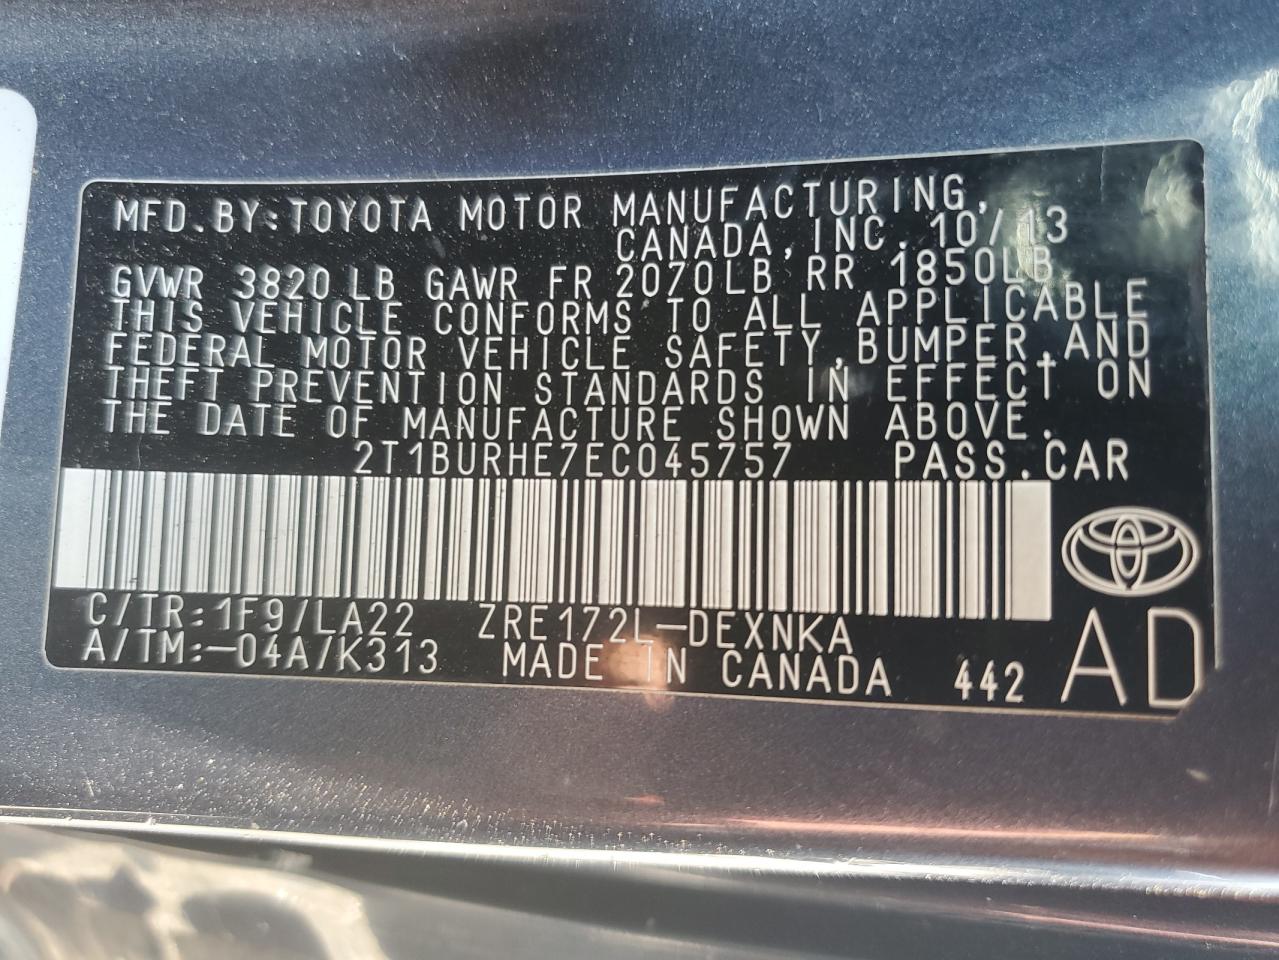 MFD.BY:TOYOTA MOTOR MANUFACTURING,
CANADA,INC. 10/13
GVWR 3820LB GAWR FR 2070LB RR 1850LB
THIS VEHICLE CONFORMS TO ALL APPLICABLE
FEDERAL MOTOR VEHICLE SAFETY,BUMPER,AND
THEFT PREVENTION STANDARDS IN EFFECT ON
THE DATE OF MANUFACTURE SHOWN ABOVE.
2T1BURHE7EC045757 PASS.CAR
C/TR:1F9/LA22 ZRE172L-DEXNKA
A/TM:-04A/K313 MADE IN CANADA 442 AD